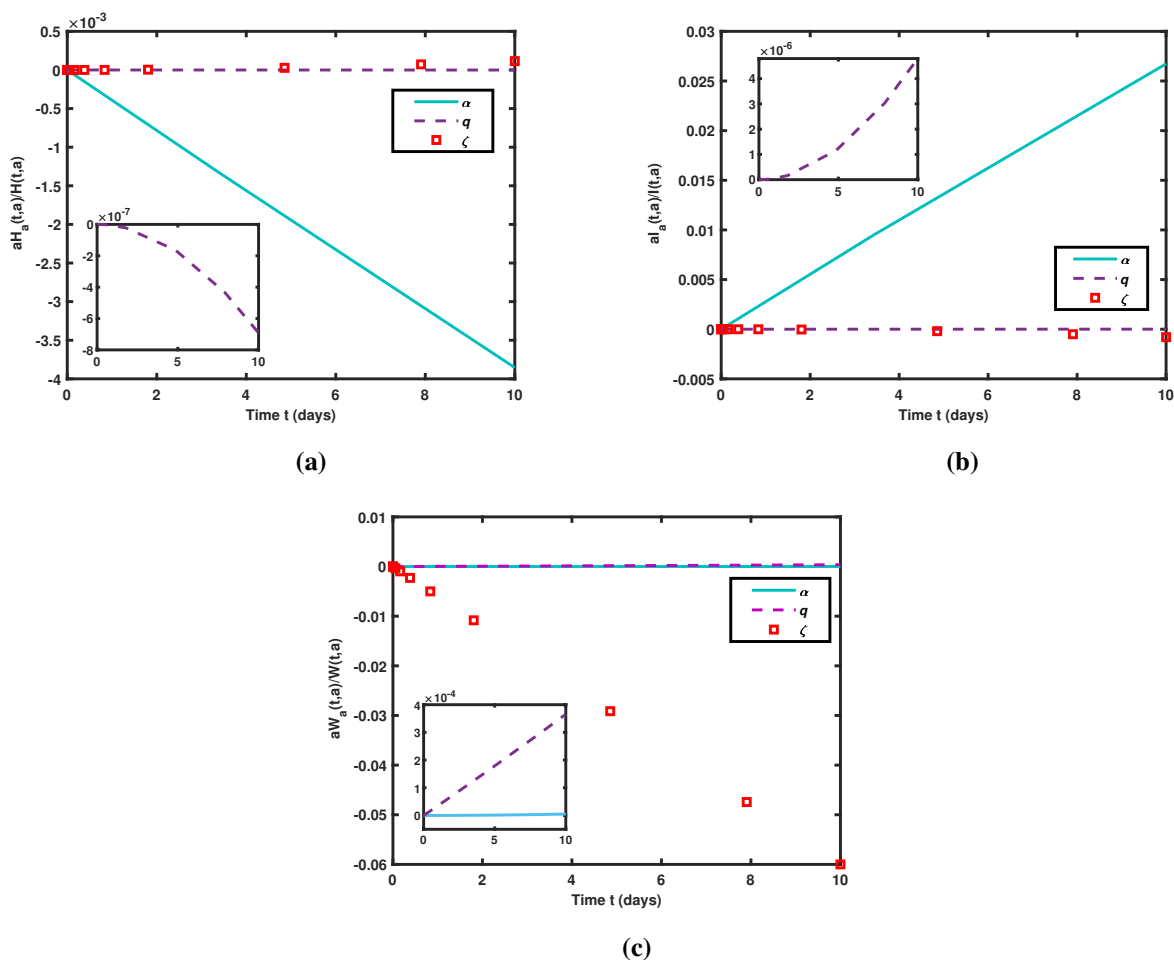 ×10⁻³
0.5
0
0.5
-1
-1.5
-2
-2.5
-3
-3.5
-4
aHₐ(t,a)/H(t,a)
0 2 4 6 8 10
Time t (days)
α
q
ζ
×10⁻⁷
0
-2
-4
-6
-8
0 5 10
(a)
0.03
0.025
0.02
0.015
0.01
0.005
0
-0.005
aIₐ(t,a)/I(t,a)
0 2 4 6 8 10
Time t (days)
×10⁻⁶
4
3
2
1
0
0 5 10
α
q
ζ
(b)
0.01
0
-0.01
-0.02
-0.03
-0.04
-0.05
-0.06
aWₐ(t,a)/W(t,a)
0 2 4 6 8 10
Time t (days)
α
q
ζ
×10⁻⁴
4
3
2
1
0
0 5 10
(c)